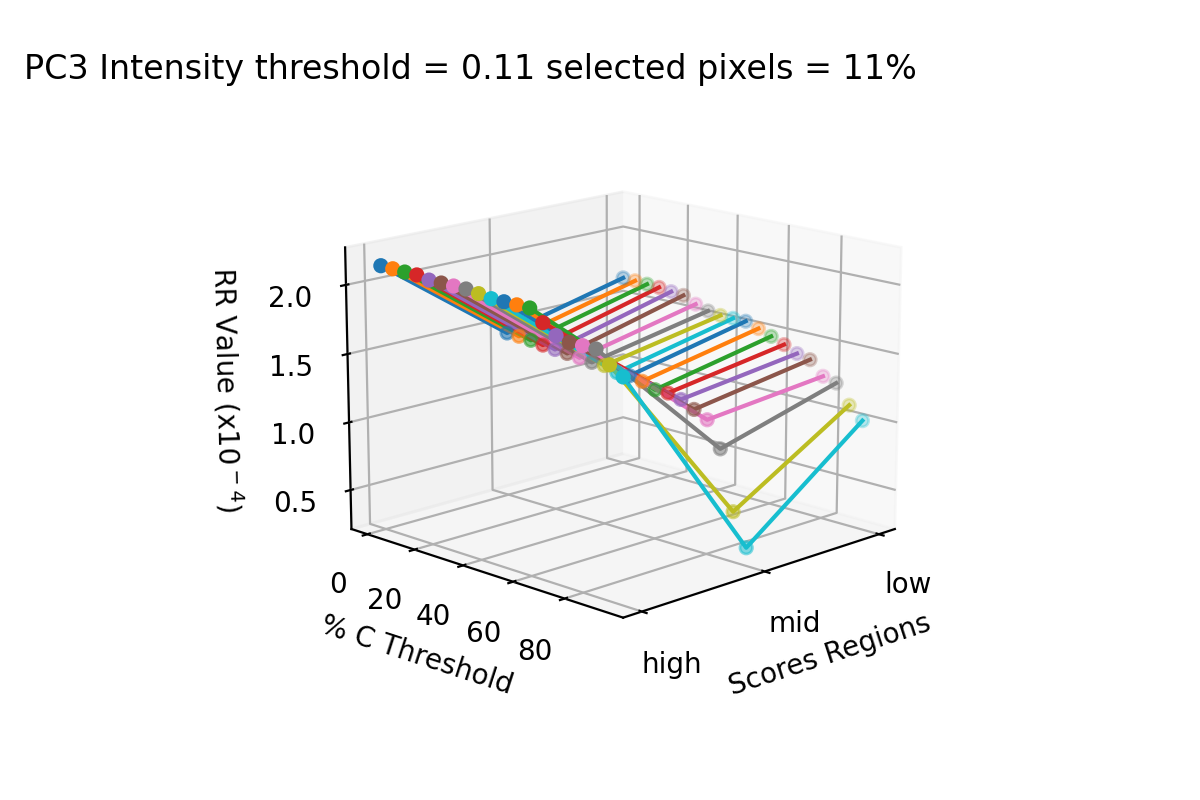 PC3 Intensity threshold = 0.11 selected pixels = 11%
RR Value (x10⁻⁴)
2.0
1.5
1.0
0.5
0
20
40
60
80
% C Threshold
high
mid
low
Scores Regions